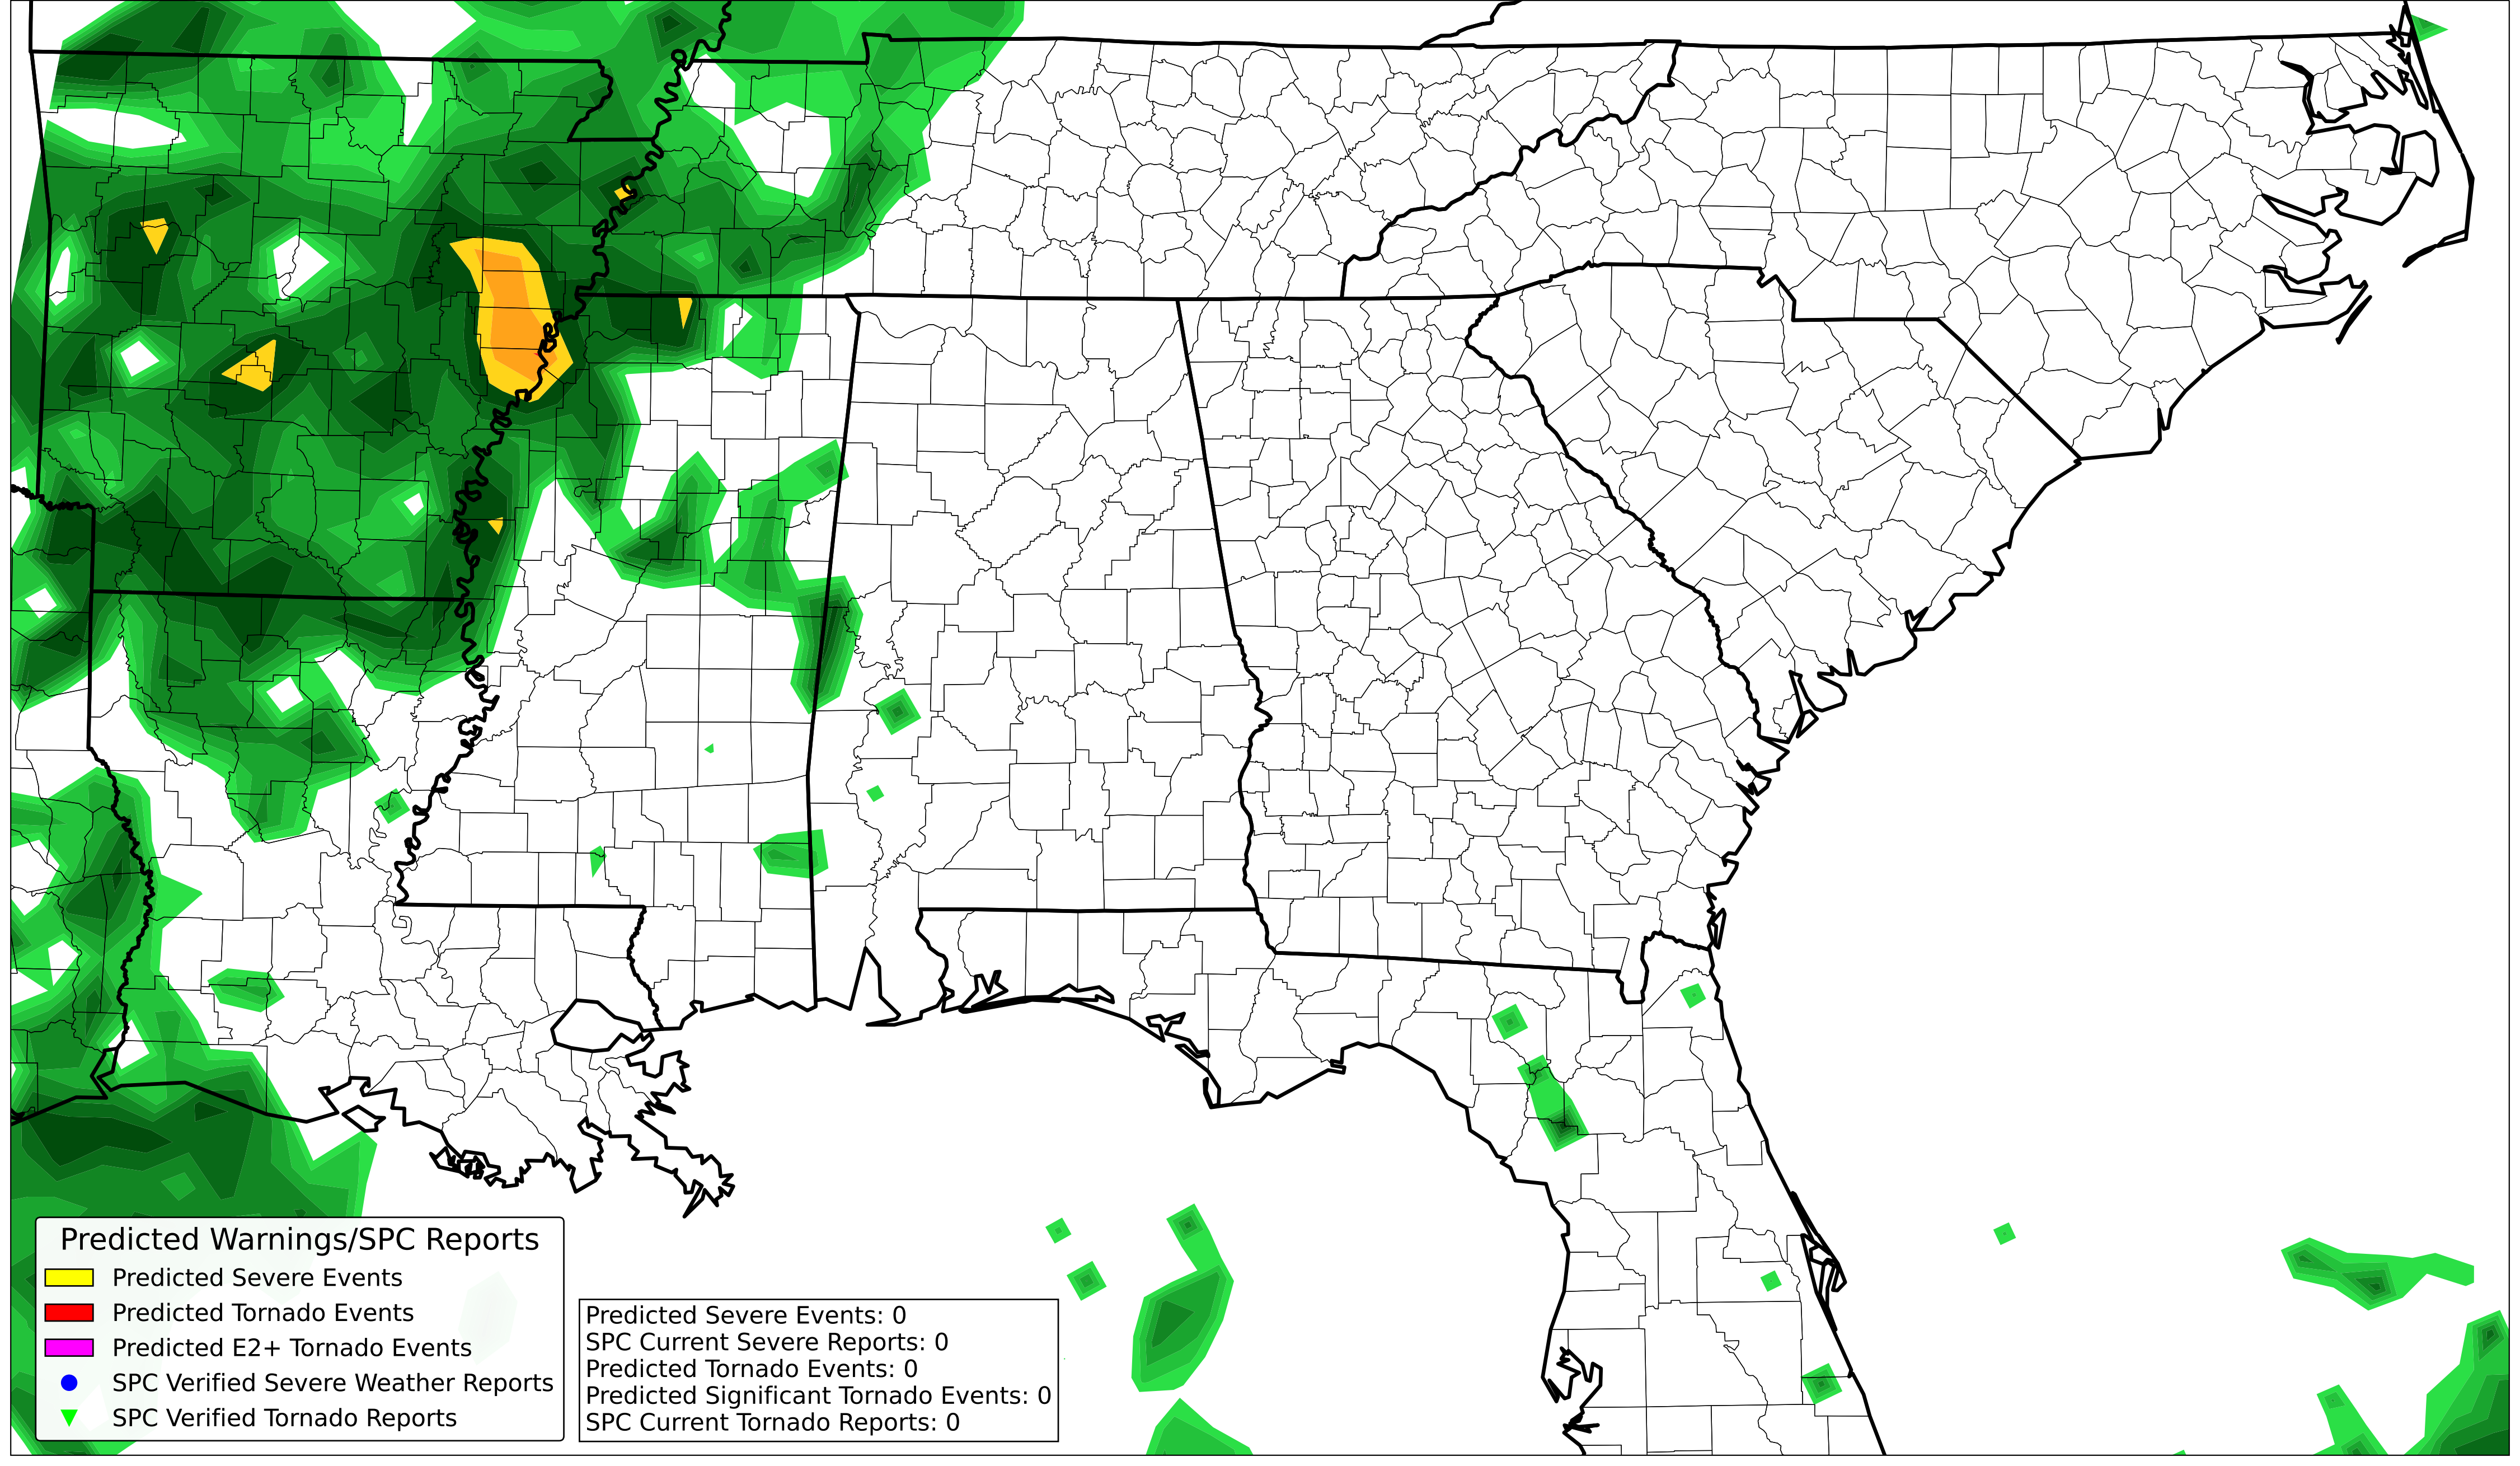 Predicted Warnings/SPC Reports
Predicted Severe Events
Predicted Tornado Events
Predicted E2+ Tornado Events
SPC Verified Severe Weather Reports
SPC Verified Tornado Reports
Predicted Severe Events: 0
SPC Current Severe Reports: 0
Predicted Tornado Events: 0
Predicted Significant Tornado Events: 0
SPC Current Tornado Reports: 0